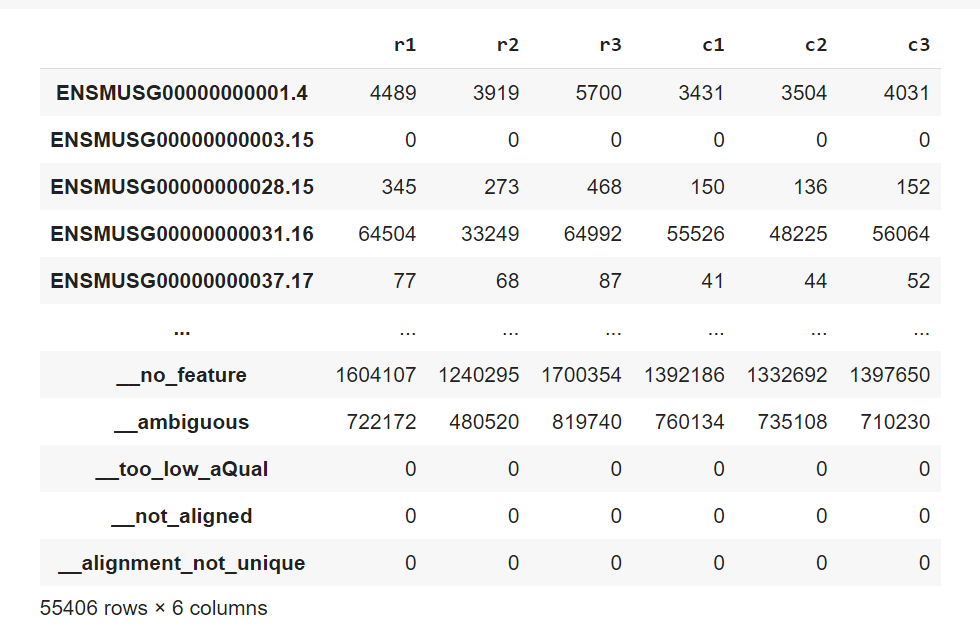 r1 r2 r3 c1 c2 c3
ENSMUSG00000000001.4 4489 3919 5700 3431 3504 4031
ENSMUSG00000000003.15 0 0 0 0 0 0
ENSMUSG00000000028.15 345 273 468 150 136 152
ENSMUSG00000000031.16 64504 33249 64992 55526 48225 56064
ENSMUSG00000000037.17 77 68 87 41 44 52
... ... ... ... ... ... ...
__no_feature 1604107 1240295 1700354 1392186 1332692 1397650
__ambiguous 722172 480520 819740 760134 735108 710230
__too_low_aQual 0 0 0 0 0 0
__not_aligned 0 0 0 0 0 0
__alignment_not_unique 0 0 0 0 0 0
55406 rows × 6 columns